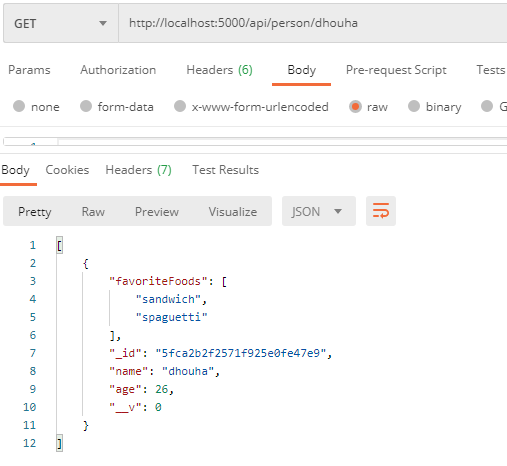 GET http://localhost:5000/api/person/dhouha
Params Authorization Headers (6) Body Pre-request Script Tests
none form-data x-www-form-urlencoded raw binary G
Body Cookies Headers (7) Test Results
Pretty Raw Preview Visualize JSON
1 [
2 {
3 "favoriteFoods": [
4 "sandwich",
5 "spaguetti"
6 ],
7 "_id": "5fca2b2f2571f925e0fe47e9",
8 "name": "dhouha",
9 "age": 26,
10 "__v": 0
11 }
12 ]